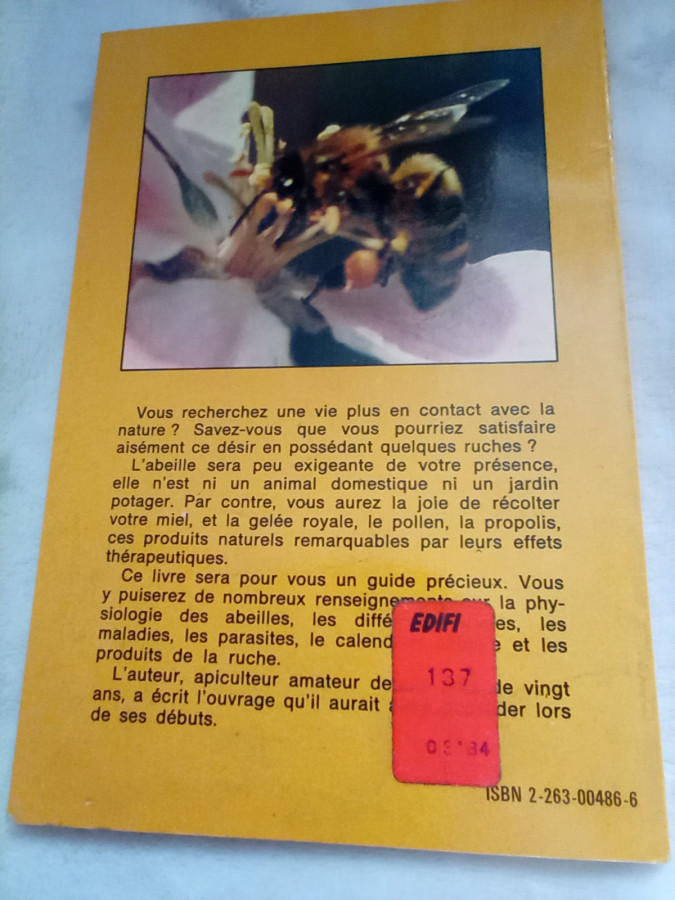 Vous recherchez une vie plus en contact avec la
nature ? Savez-vous que vous pourriez satisfaire
aisément ce désir en possédant quelques ruches ?
L'abeille sera peu exigeante de votre présence,
elle n'est ni un animal domestique ni un jardin
potager. Par contre, vous aurez la joie de récolter
votre miel, et la gelée royale, le pollen, la propolis,
ces produits naturels remarquables par leurs effets
thérapeutiques.
Ce livre sera pour vous un guide précieux. Vous
y puiserez de nombreux renseignements sur la phy-
siologie des abeilles, les les
maladies, les parasites, le et les
produits de la ruche.
L'auteur, apiculteur amateur de vingt
ans, a écrit l'ouvrage qu'il aurait lors
de ses débuts.
EDIFI
137
ISBN 2-263-00486-6